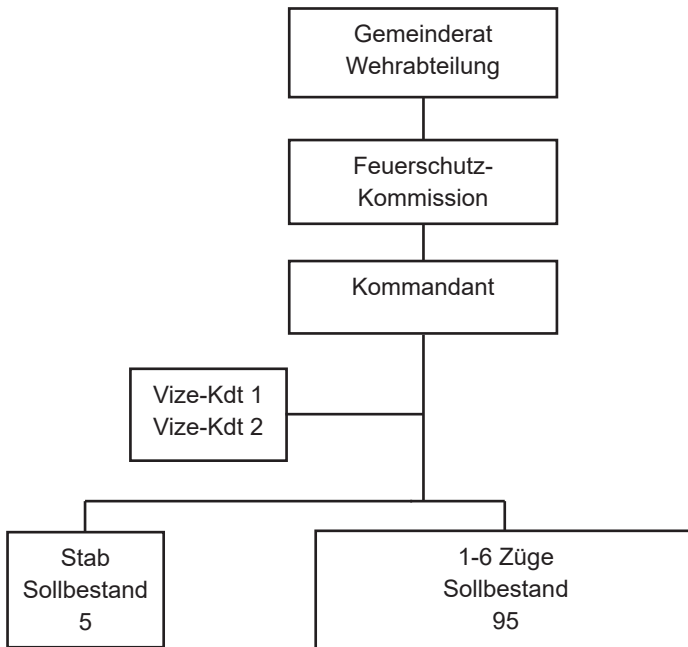 Gemeinderat
Wehrabteilung
Feuerschutz-
Kommission
Kommandant
Vize-Kdt 1
Vize-Kdt 2
Stab
Sollbestand
5
1-6 Züge
Sollbestand
95